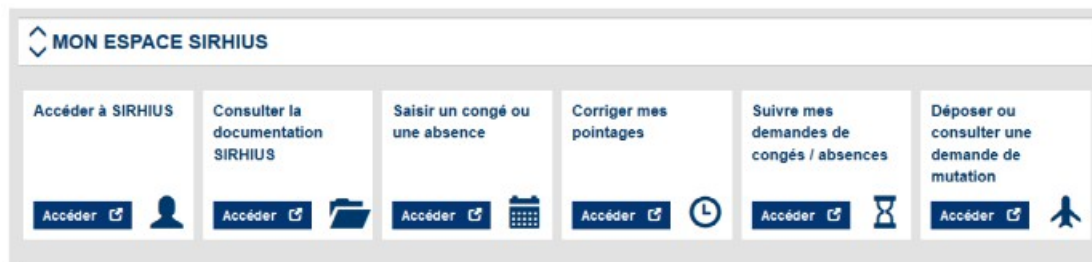 MON ESPACE SIRHIUS
Accéder à SIRHIUS
Accéder
Consulter la
documentation
SIRHIUS
Accéder
Saisir un congé ou
une absence
Accéder
Corriger mes
pointages
Accéder
Suivre mes
demandes de
congés / absences
Accéder
Déposer ou
consulter une
demande de
mutation
Accéder